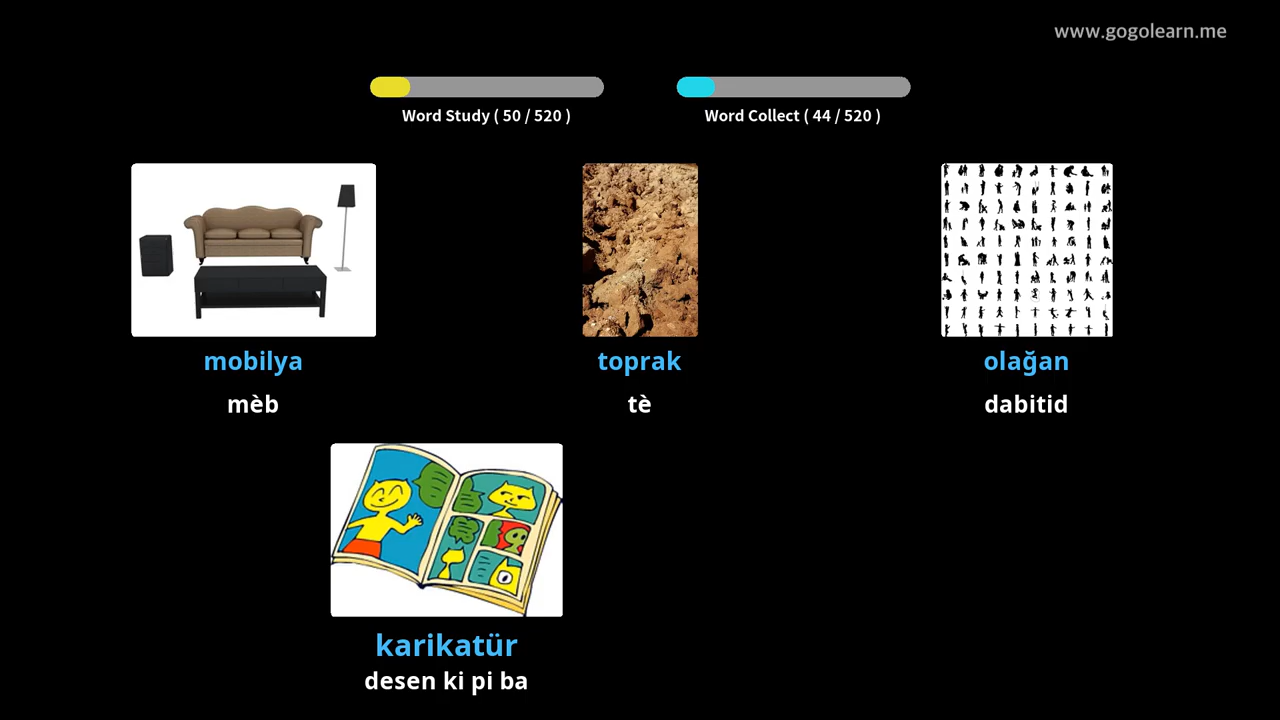 www.gogolearn.me
Word Study ( 50 / 520 )
Word Collect ( 44 / 520 )
mobilya
toprak
olağan
mèb
tè
dabitid
karikatür
desen ki pi ba